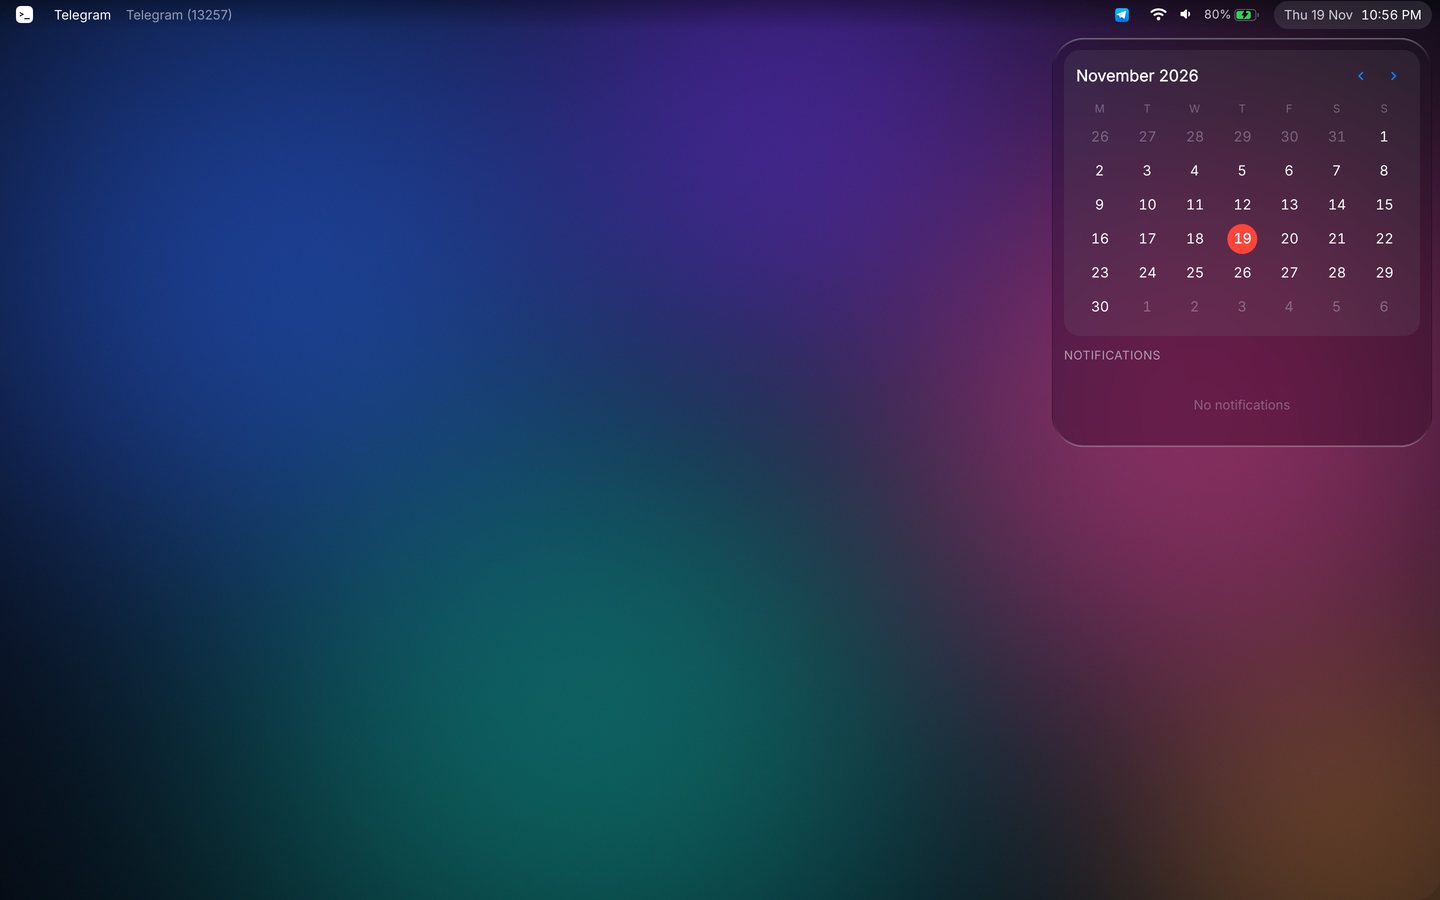 Telegram Telegram (13257) 80% Thu 19 Nov 10:56 PM
November 2026
M T W T F S S
26 27 28 29 30 31 1
2 3 4 5 6 7 8
9 10 11 12 13 14 15
16 17 18 19 20 21 22
23 24 25 26 27 28 29
30 1 2 3 4 5 6
NOTIFICATIONS
No notifications